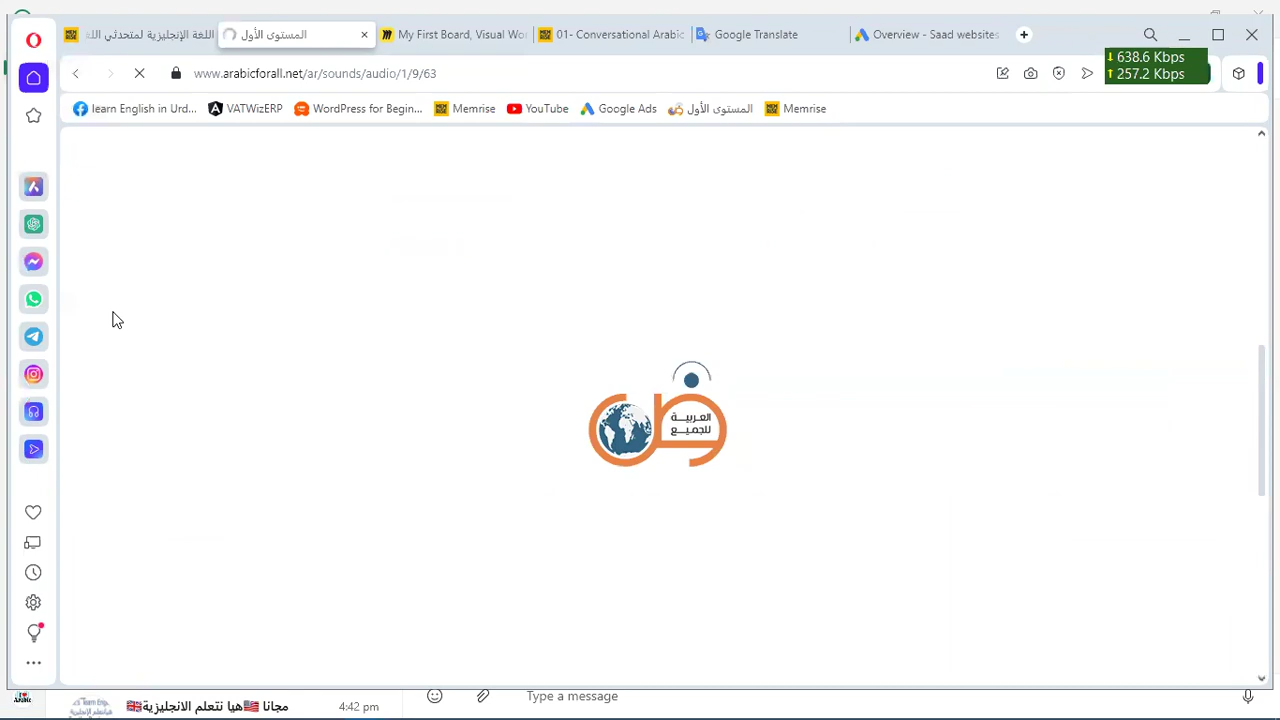 اللغة الإنجليزية لمتحدثي اللغ
المستوى الأول
My First Board, Visual Wo
01- Conversational Arabic
Google Translate
Overview - Saad websites
638.6 Kbps
257.2 Kbps
www.arabicforall.net/ar/sounds/audio/1/9/63
learn English in Urd...
VATWizERP
WordPress for Begin...
Memrise
YouTube
Google Ads
المستوى الأول
Memrise
العربية
للجميع
هيا نتعلم الانجليزية مجانا
4:42 pm
Type a message